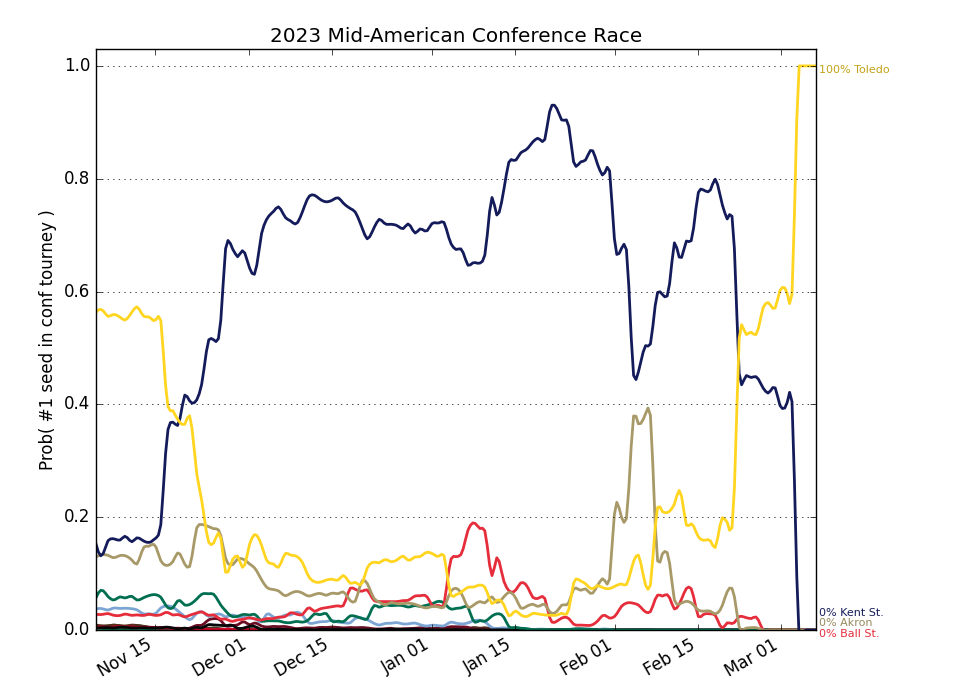 2023 Mid-American Conference Race
Prob( #1 seed in conf tourney )
1.0
0.8
0.6
0.4
0.2
0.0
100% Toledo
0% Kent St.
0% Akron
0% Ball St.
Nov 15
Dec 01
Dec 15
Jan 01
Jan 15
Feb 01
Feb 15
Mar 01